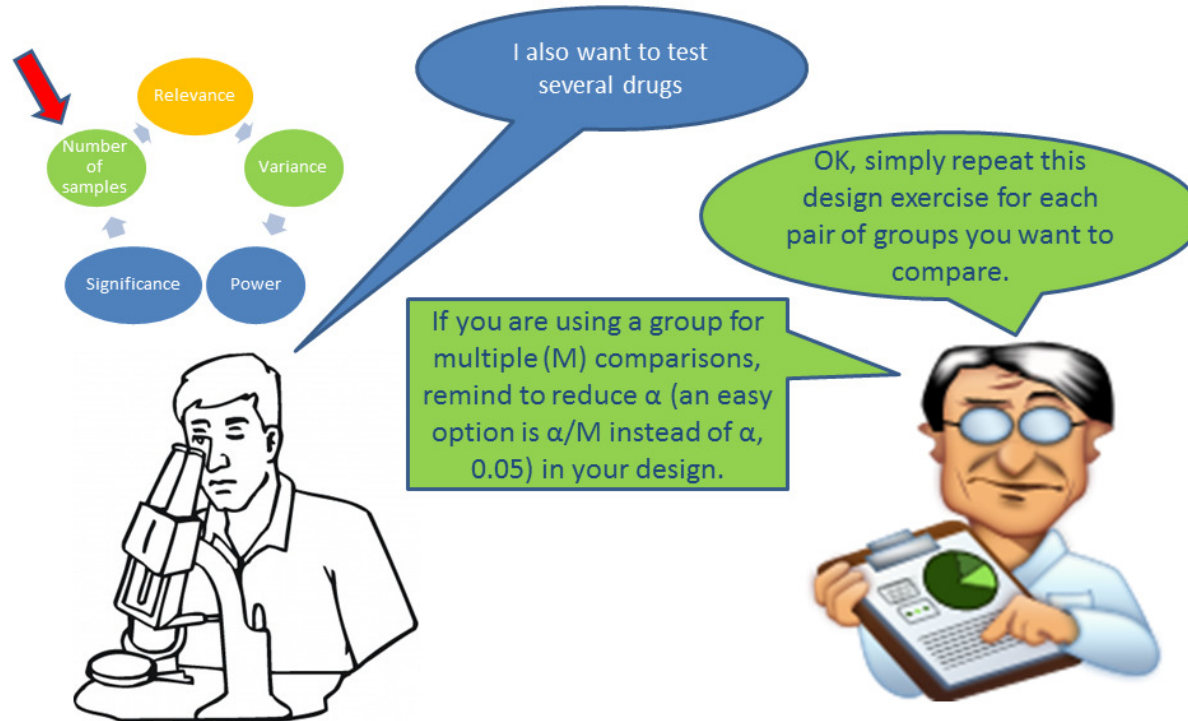 I also want to test
several drugs
Relevance
Number
of
samples
Variance
Significance
Power
OK, simply repeat this
design exercise for each
pair of groups you want to
compare.
If you are using a group for
multiple (M) comparisons,
remind to reduce α (an easy
option is α/M instead of α,
0.05) in your design.